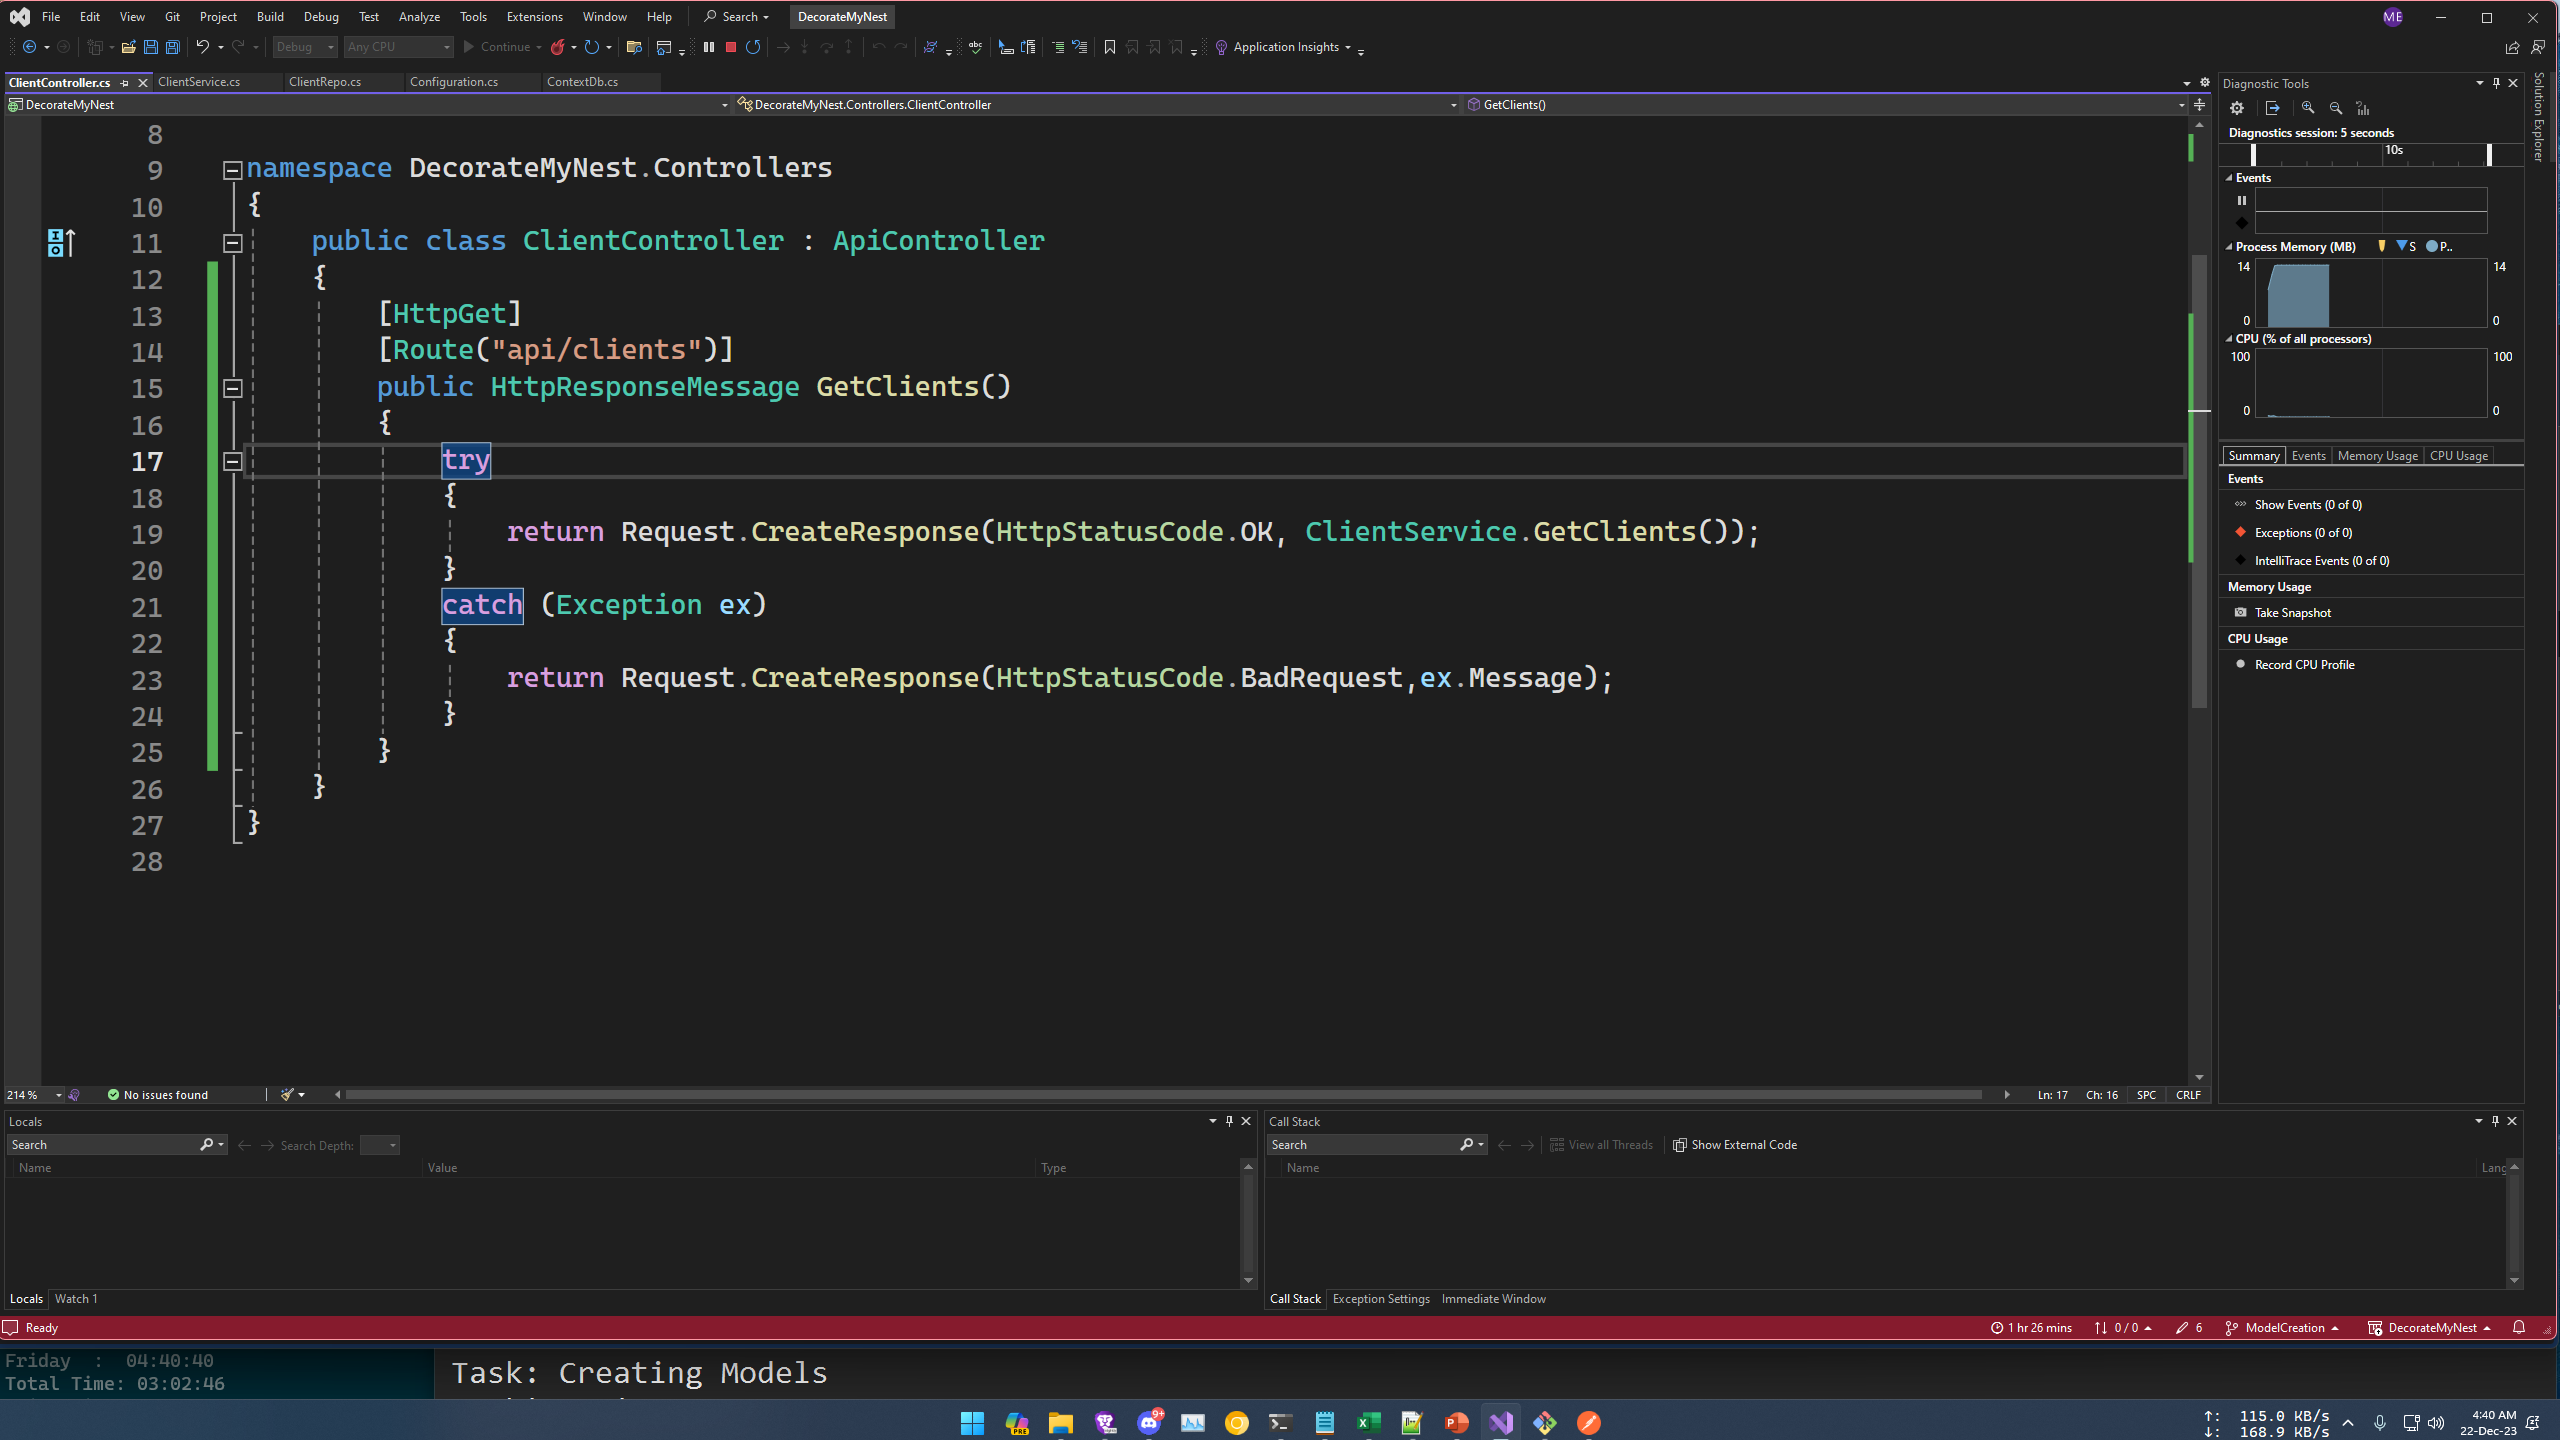 File Edit View Git Project Build Debug Test Analyze Tools Extensions Window Help Search DecorateMyNest ME
Debug Any CPU Continue Application Insights
ClientController.cs ClientService.cs ClientRepo.cs Configuration.cs ContextDb.cs
DecorateMyNest DecorateMyNest.Controllers.ClientController GetClients()
8
9 namespace DecorateMyNest.Controllers
10 {
11 public class ClientController : ApiController
12 {
13 [HttpGet]
14 [Route("api/clients")]
15 public HttpResponseMessage GetClients()
16 {
17 try
18 {
19 return Request.CreateResponse(HttpStatusCode.OK, ClientService.GetClients());
20 }
21 catch (Exception ex)
22 {
23 return Request.CreateResponse(HttpStatusCode.BadRequest,ex.Message);
24 }
25 }
26 }
27 }
28
214 % No issues found Ln: 17 Ch: 16 SPC CRLF
Diagnostic Tools
Diagnostics session: 5 seconds
10s
Events
Process Memory (MB) S P..
14 14
0 0
CPU (% of all processors)
100 100
0 0
Summary Events Memory Usage CPU Usage
Events
Show Events (0 of 0)
Exceptions (0 of 0)
IntelliTrace Events (0 of 0)
Memory Usage
Take Snapshot
CPU Usage
Record CPU Profile
Solution Explorer
Locals
Search Search Depth:
Name Value Type
Locals Watch 1
Call Stack
Search View all Threads Show External Code
Name Lang
Call Stack Exception Settings Immediate Window
Ready 1 hr 26 mins 0 / 0 6 ModelCreation DecorateMyNest
Friday : 04:40:40
Total Time: 03:02:46
Task: Creating Models
PRE 9+
↑: 115.0 KB/s
↓: 168.9 KB/s
4:40 AM
22-Dec-23